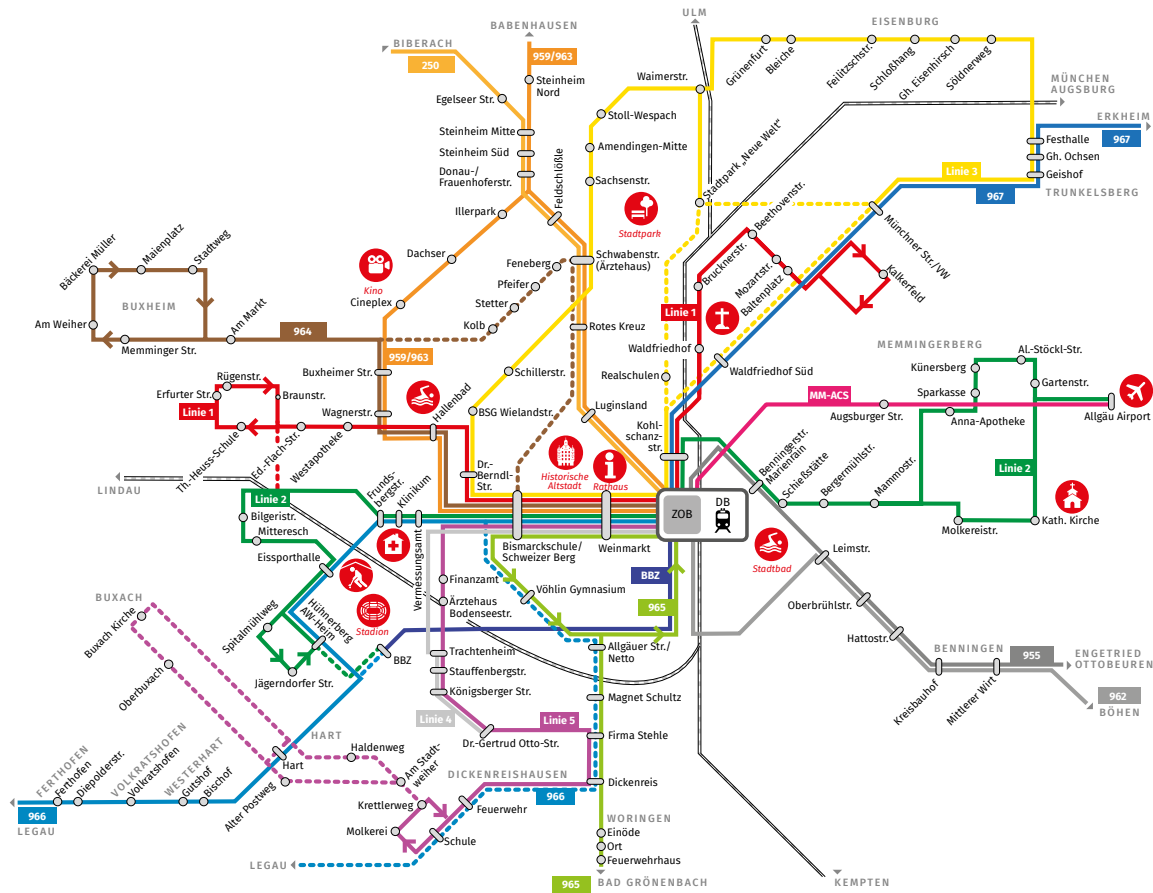 ULM
BABENHAUSEN
EISENBURG
BIBERACH
959/963
250
Steinheim
Nord
Egelseer Str.
Waimerstr.
Grünenfurt
Bleiche
Feilitzschstr.
Schloßhang
Gh. Eisenhirsch
Söldnerweg
MÜNCHEN
AUGSBURG
Stoll-Wespach
ERKHEIM
967
Steinheim Mitte
Steinheim Süd
Donau-/
Frauenhoferstr.
Feldschlößle
Amendingen-Mitte
Sachsenstr.
Stadtpark „Neue Welt“
Festhalle
Gh. Ochsen
Geishof
Linie 3
967
TRUNKELSBERG
Illerpark
Stadtpark
Beethovenstr.
Münchner Str./VW
Bäckerei Müller
Maienplatz
Stadtweg
Dachser
Feneberg
Schwabenstr.
(Ärztehaus)
Brucknerstr.
Mozartstr.
Baltenplatz
Kalkerfeld
Kino
Cineplex
Pfeifer
Stetter
Kolb
BUXHEIM
Am Weiher
Memminger Str.
Am Markt
964
Rotes Kreuz
Linie 1
Waldfriedhof
Waldfriedhof Süd
959/963
Buxheimer Str.
Schillerstr.
Realschulen
MEMMINGERBERG
Al.-Stöckl-Str.
Künersberg
Sparkasse
Gartenstr.
Rügenstr.
Erfurter Str.
Braunstr.
Linie 1
Wagnerstr.
Hallenbad
BSG Wielandstr.
Luginsland
MM-ACS
Augsburger Str.
Anna-Apotheke
Allgäu Airport
Th.-Heuss-Schule
Ed.-Flach-Str.
Westapotheke
Kohl-
schanz-
str.
Dr.-
Berndl-
Str.
Historische
Altstadt
Rathaus
Benningerstr.
Marienrain
Schießstätte
Bergermühlstr.
Mammostr.
Linie 2
LINDAU
Linie 2
Frunds-
bergstr.
Klinikum
ZOB
DB
Molkereistr.
Kath. Kirche
Bilgeristr.
Mitteresch
Eissporthalle
Vermessungsamt
Bismarckschule/
Schweizer Berg
Weinmarkt
Stadtbad
Leimstr.
BBZ
Finanzamt
Vöhlin Gymnasium
965
Ärztehaus
Bodenseestr.
Oberbrühlstr.
BUXACH
Buxach Kirche
Spitalmühlweg
Hühnerberg
AW-Heim
Stadion
Hattostr.
Jägerndorfer Str.
BBZ
Trachtenheim
Stauffenbergstr.
Königsberger Str.
Allgäuer Str./
Netto
BENNINGEN
955
ENGETRIED
OTTOBEUREN
Oberbuxach
Magnet Schultz
Kreisbauhof
Mittlerer Wirt
962
BÖHEN
Linie 4
Linie 5
Dr.-Gertrud Otto-Str.
Firma Stehle
HART
Hart
Haldenweg
FERTHOFEN
Ferthofen
Diepolderstr.
VOLKRATSHOFEN
Volkratshofen
WESTERHART
Gutshof
Bischof
Alter Postweg
Am Stadt-
weiher
DICKENREISHAUSEN
966
Dickenreis
Krettlerweg
Feuerwehr
966
LEGAU
Molkerei
Schule
WORINGEN
Einöde
Ort
Feuerwehrhaus
LEGAU
965
BAD GRÖNENBACH
KEMPTEN